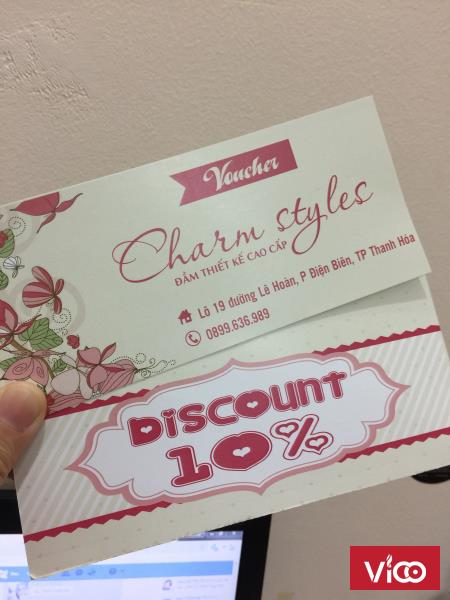 Voucher
Charm styles
ĐẦM THIẾT KẾ CAO CẤP
Lô 19 đường Lê Hoàn, P Điện Biên, TP Thanh Hóa
0899.636.989
DiscOUNT
10%
Vico